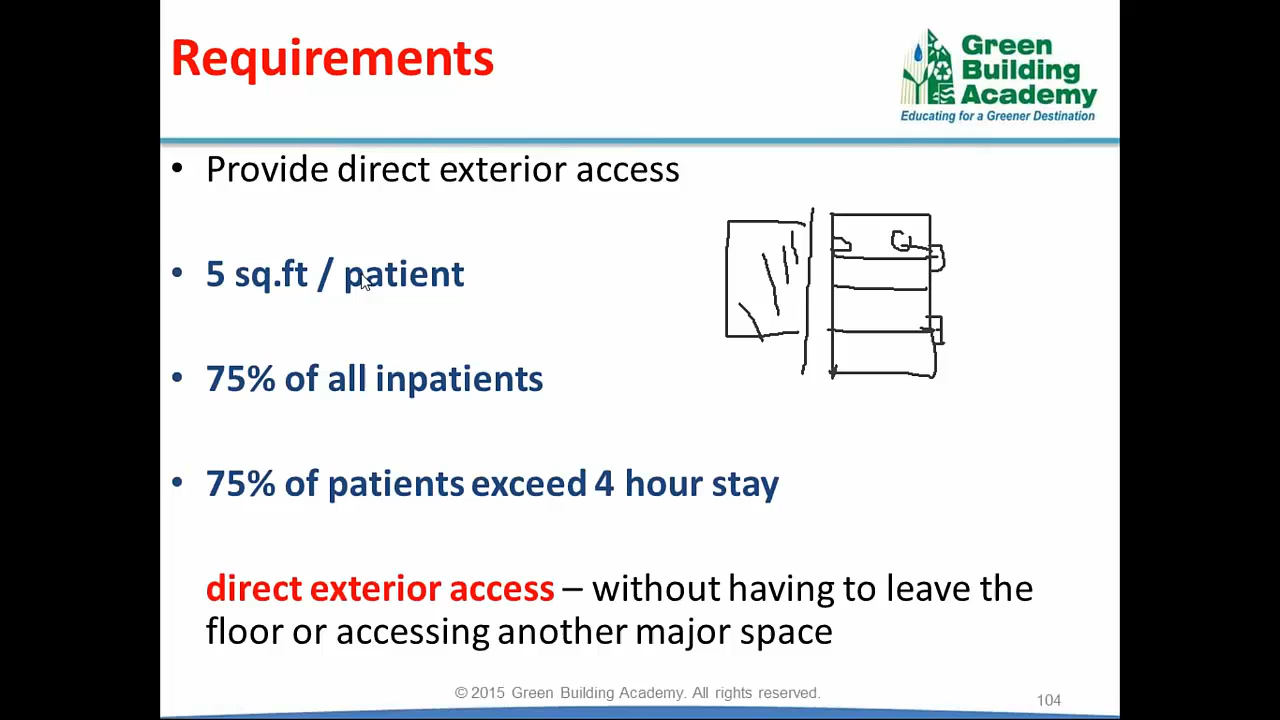 Requirements
Green
Building
Academy
Educating for a Greener Destination
• Provide direct exterior access
• 5 sq.ft / patient
• 75% of all inpatients
• 75% of patients exceed 4 hour stay
direct exterior access – without having to leave the
floor or accessing another major space
© 2015 Green Building Academy. All rights reserved.
104